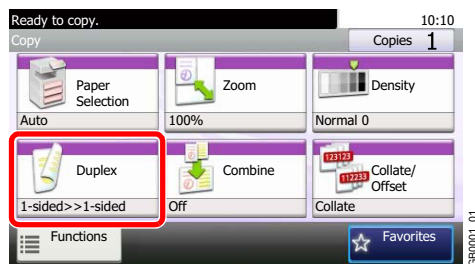 Ready to copy. 10:10
Copy Copies 1
Paper Selection
Auto
Zoom
100%
Density
Normal 0
Duplex
1-sided>>1-sided
Combine
Off
123123
112233
Collate/
Offset
Collate
Functions
Favorites
GB0001_01